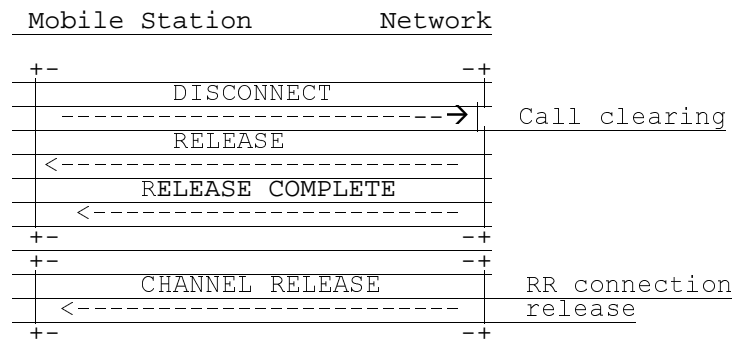 Mobile Station Network
+- -+
DISCONNECT
------------------------> Call clearing
RELEASE
<-------------------------
RELEASE COMPLETE
<------------------------
+- -+
+- -+
CHANNEL RELEASE RR connection
<------------------------- release
+- -+